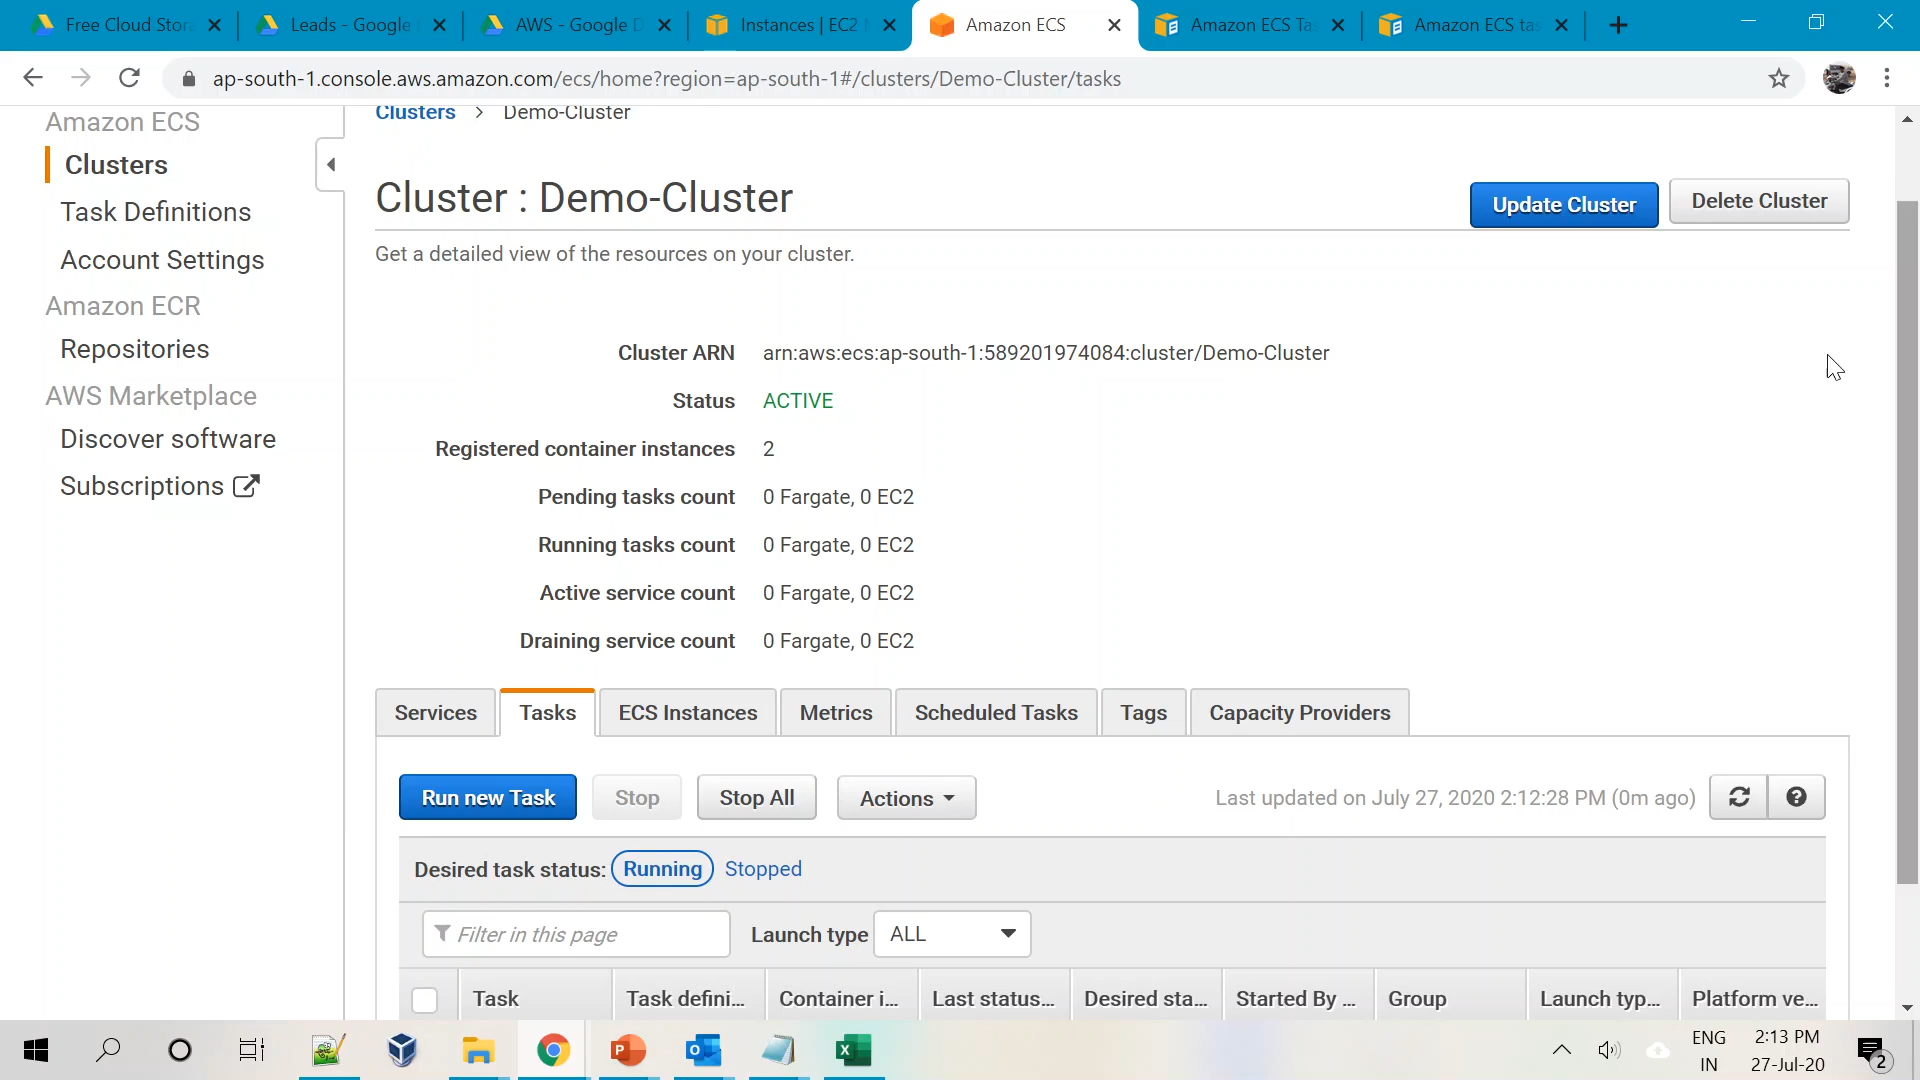 Free Cloud Stor
Leads - Google
AWS - Google D
Instances | EC2
Amazon ECS
Amazon ECS Ta
Amazon ECS tas
ap-south-1.console.aws.amazon.com/ecs/home?region=ap-south-1#/clusters/Demo-Cluster/tasks
Amazon ECS
Clusters
Task Definitions
Account Settings
Amazon ECR
Repositories
AWS Marketplace
Discover software
Subscriptions
Clusters > Demo-Cluster
Cluster : Demo-Cluster
Update Cluster
Delete Cluster
Get a detailed view of the resources on your cluster.
Cluster ARN arn:aws:ecs:ap-south-1:589201974084:cluster/Demo-Cluster
Status ACTIVE
Registered container instances 2
Pending tasks count 0 Fargate, 0 EC2
Running tasks count 0 Fargate, 0 EC2
Active service count 0 Fargate, 0 EC2
Draining service count 0 Fargate, 0 EC2
Services Tasks ECS Instances Metrics Scheduled Tasks Tags Capacity Providers
Run new Task Stop Stop All Actions Last updated on July 27, 2020 2:12:28 PM (0m ago)
Desired task status: Running Stopped
Filter in this page Launch type ALL
Task Task defini... Container i... Last status... Desired sta... Started By ... Group Launch typ... Platform ve...
ENG 2:13 PM
IN 27-Jul-20
2